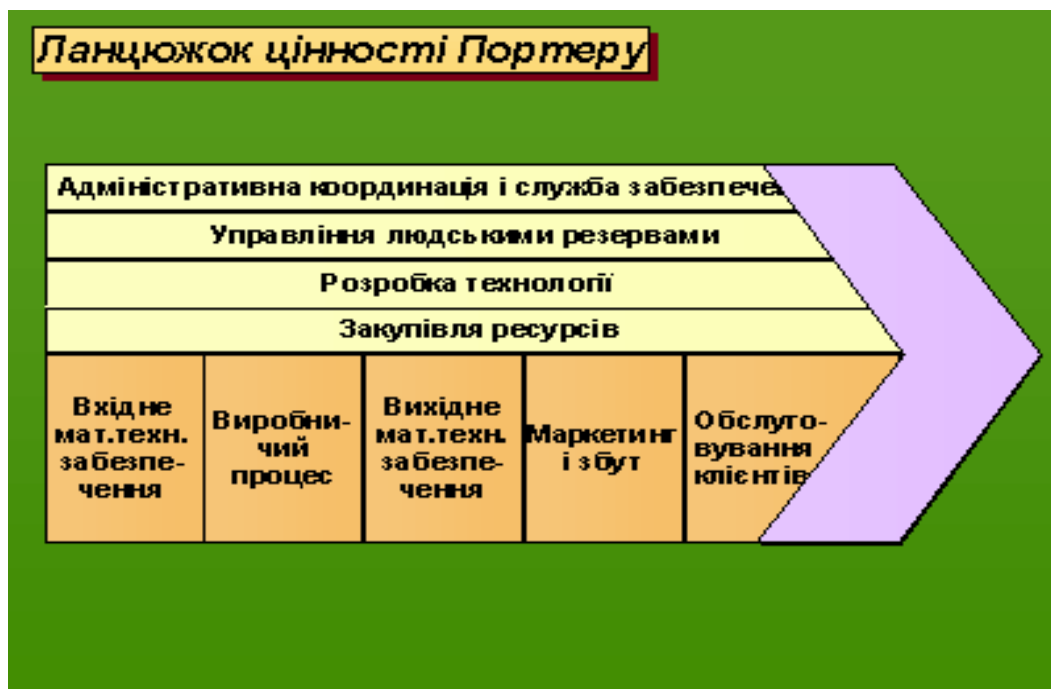 Ланцюжок цінності Портеру
Адміністративна координація і служба забезпечен
Управління людськими резервами
Розробка технології
Закупівля ресурсів
Вхідне
мат.техн.
забезпе-
чення
Виробни-
чий
процес
Вихідне
мат.техн.
забезпе-
чення
Маркетинг
і збут
Обслуго-
вування
клієнтів